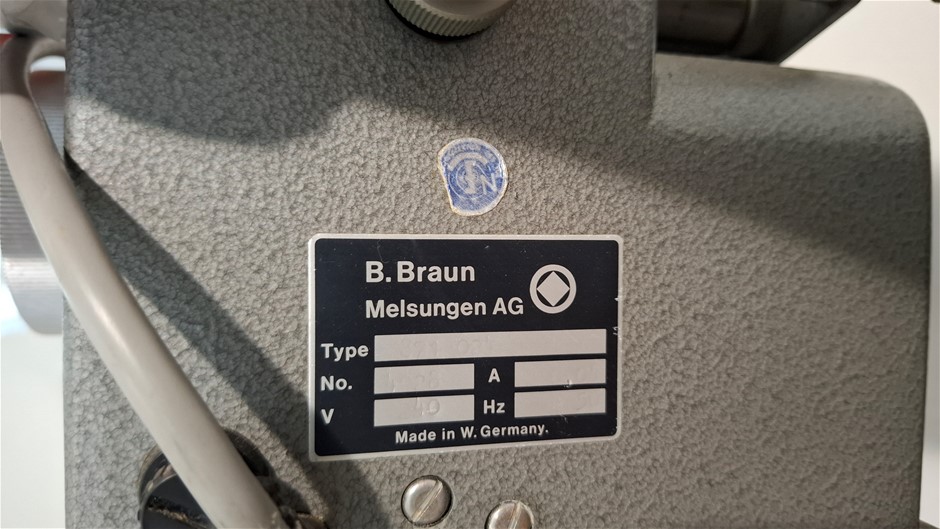 B. Braun
Melsungen AG
Type
No.
A
V
Hz
Made in W. Germany.